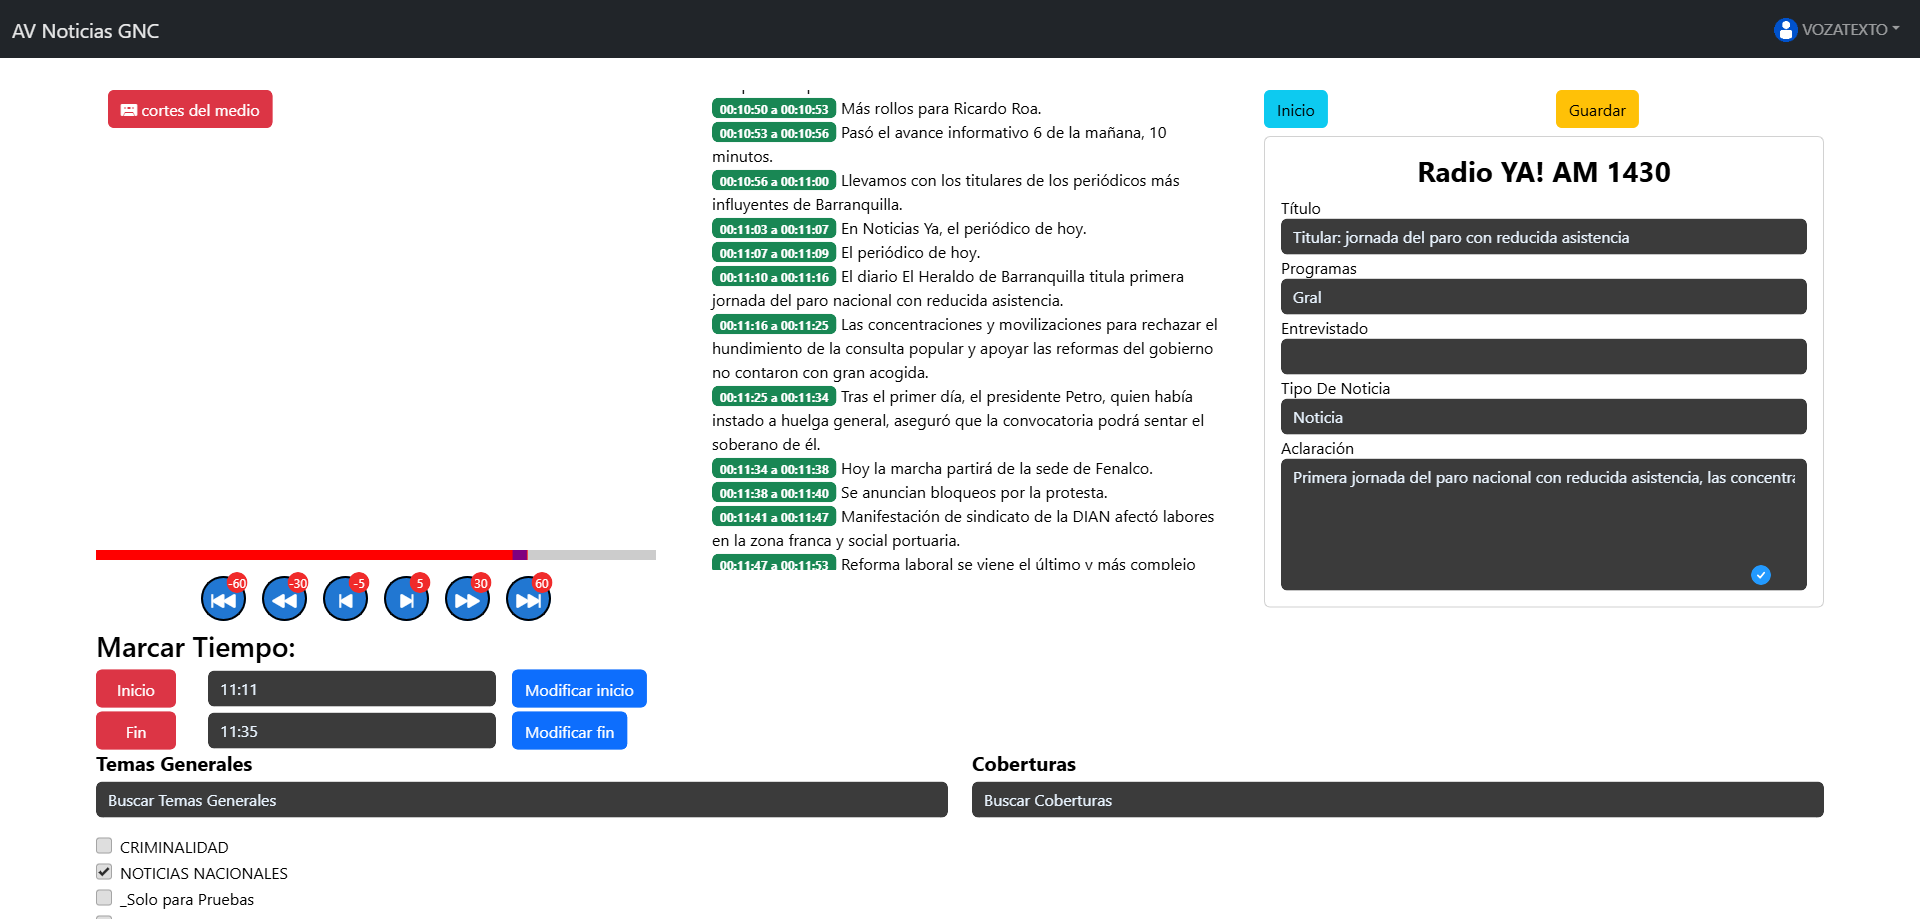 AV Noticias GNC
VOZATEXTO
cortes del medio
00:10:50 a 00:10:53 Más rollos para Ricardo Roa.
00:10:53 a 00:10:56 Pasó el avance informativo 6 de la mañana, 10
minutos.
00:10:56 a 00:11:00 Llevamos con los titulares de los periódicos más
influyentes de Barranquilla.
00:11:03 a 00:11:07 En Noticias Ya, el periódico de hoy.
00:11:07 a 00:11:09 El periódico de hoy.
00:11:10 a 00:11:16 El diario El Heraldo de Barranquilla titula primera
jornada del paro nacional con reducida asistencia.
00:11:16 a 00:11:25 Las concentraciones y movilizaciones para rechazar el
hundimiento de la consulta popular y apoyar las reformas del gobierno
no contaron con gran acogida.
00:11:25 a 00:11:34 Tras el primer día, el presidente Petro, quien había
instado a huelga general, aseguró que la convocatoria podrá sentar el
soberano de él.
00:11:34 a 00:11:38 Hoy la marcha partirá de la sede de Fenalco.
00:11:38 a 00:11:40 Se anuncian bloqueos por la protesta.
00:11:41 a 00:11:47 Manifestación de sindicato de la DIAN afectó labores
en la zona franca y social portuaria.
00:11:47 a 00:11:53 Reforma laboral se viene el último y más complejo
Inicio
Guardar
Radio YA! AM 1430
Título
Titular: jornada del paro con reducida asistencia
Programas
Gral
Entrevistado
Tipo De Noticia
Noticia
Aclaración
Primera jornada del paro nacional con reducida asistencia, las concentra
-60
-30
-5
5
30
60
Marcar Tiempo:
Inicio
11:11
Modificar inicio
Fin
11:35
Modificar fin
Temas Generales
Buscar Temas Generales
CRIMINALIDAD
NOTICIAS NACIONALES
_Solo para Pruebas
Coberturas
Buscar Coberturas